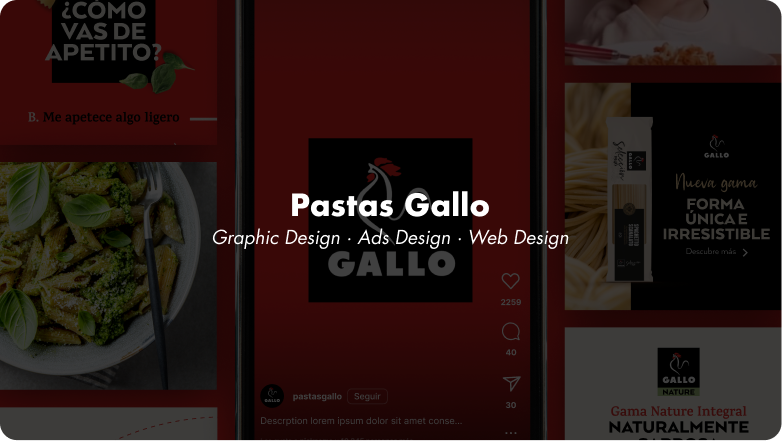 ¿CÓMO
VAS DE
APETITO?
B. Me apetece algo ligero
GALLO
Pastas Gallo
Graphic Design · Ads Design · Web Design
2259
40
30
pastasgallo
Seguir
Descrption lorem ipsum dolor sit amet conse...
GALLO
Nueva gama
FORMA
ÚNICA E
IRRESISTIBLE
Descubre más
GALLO
NATURE
Gama Nature Integral
NATURALMENTE